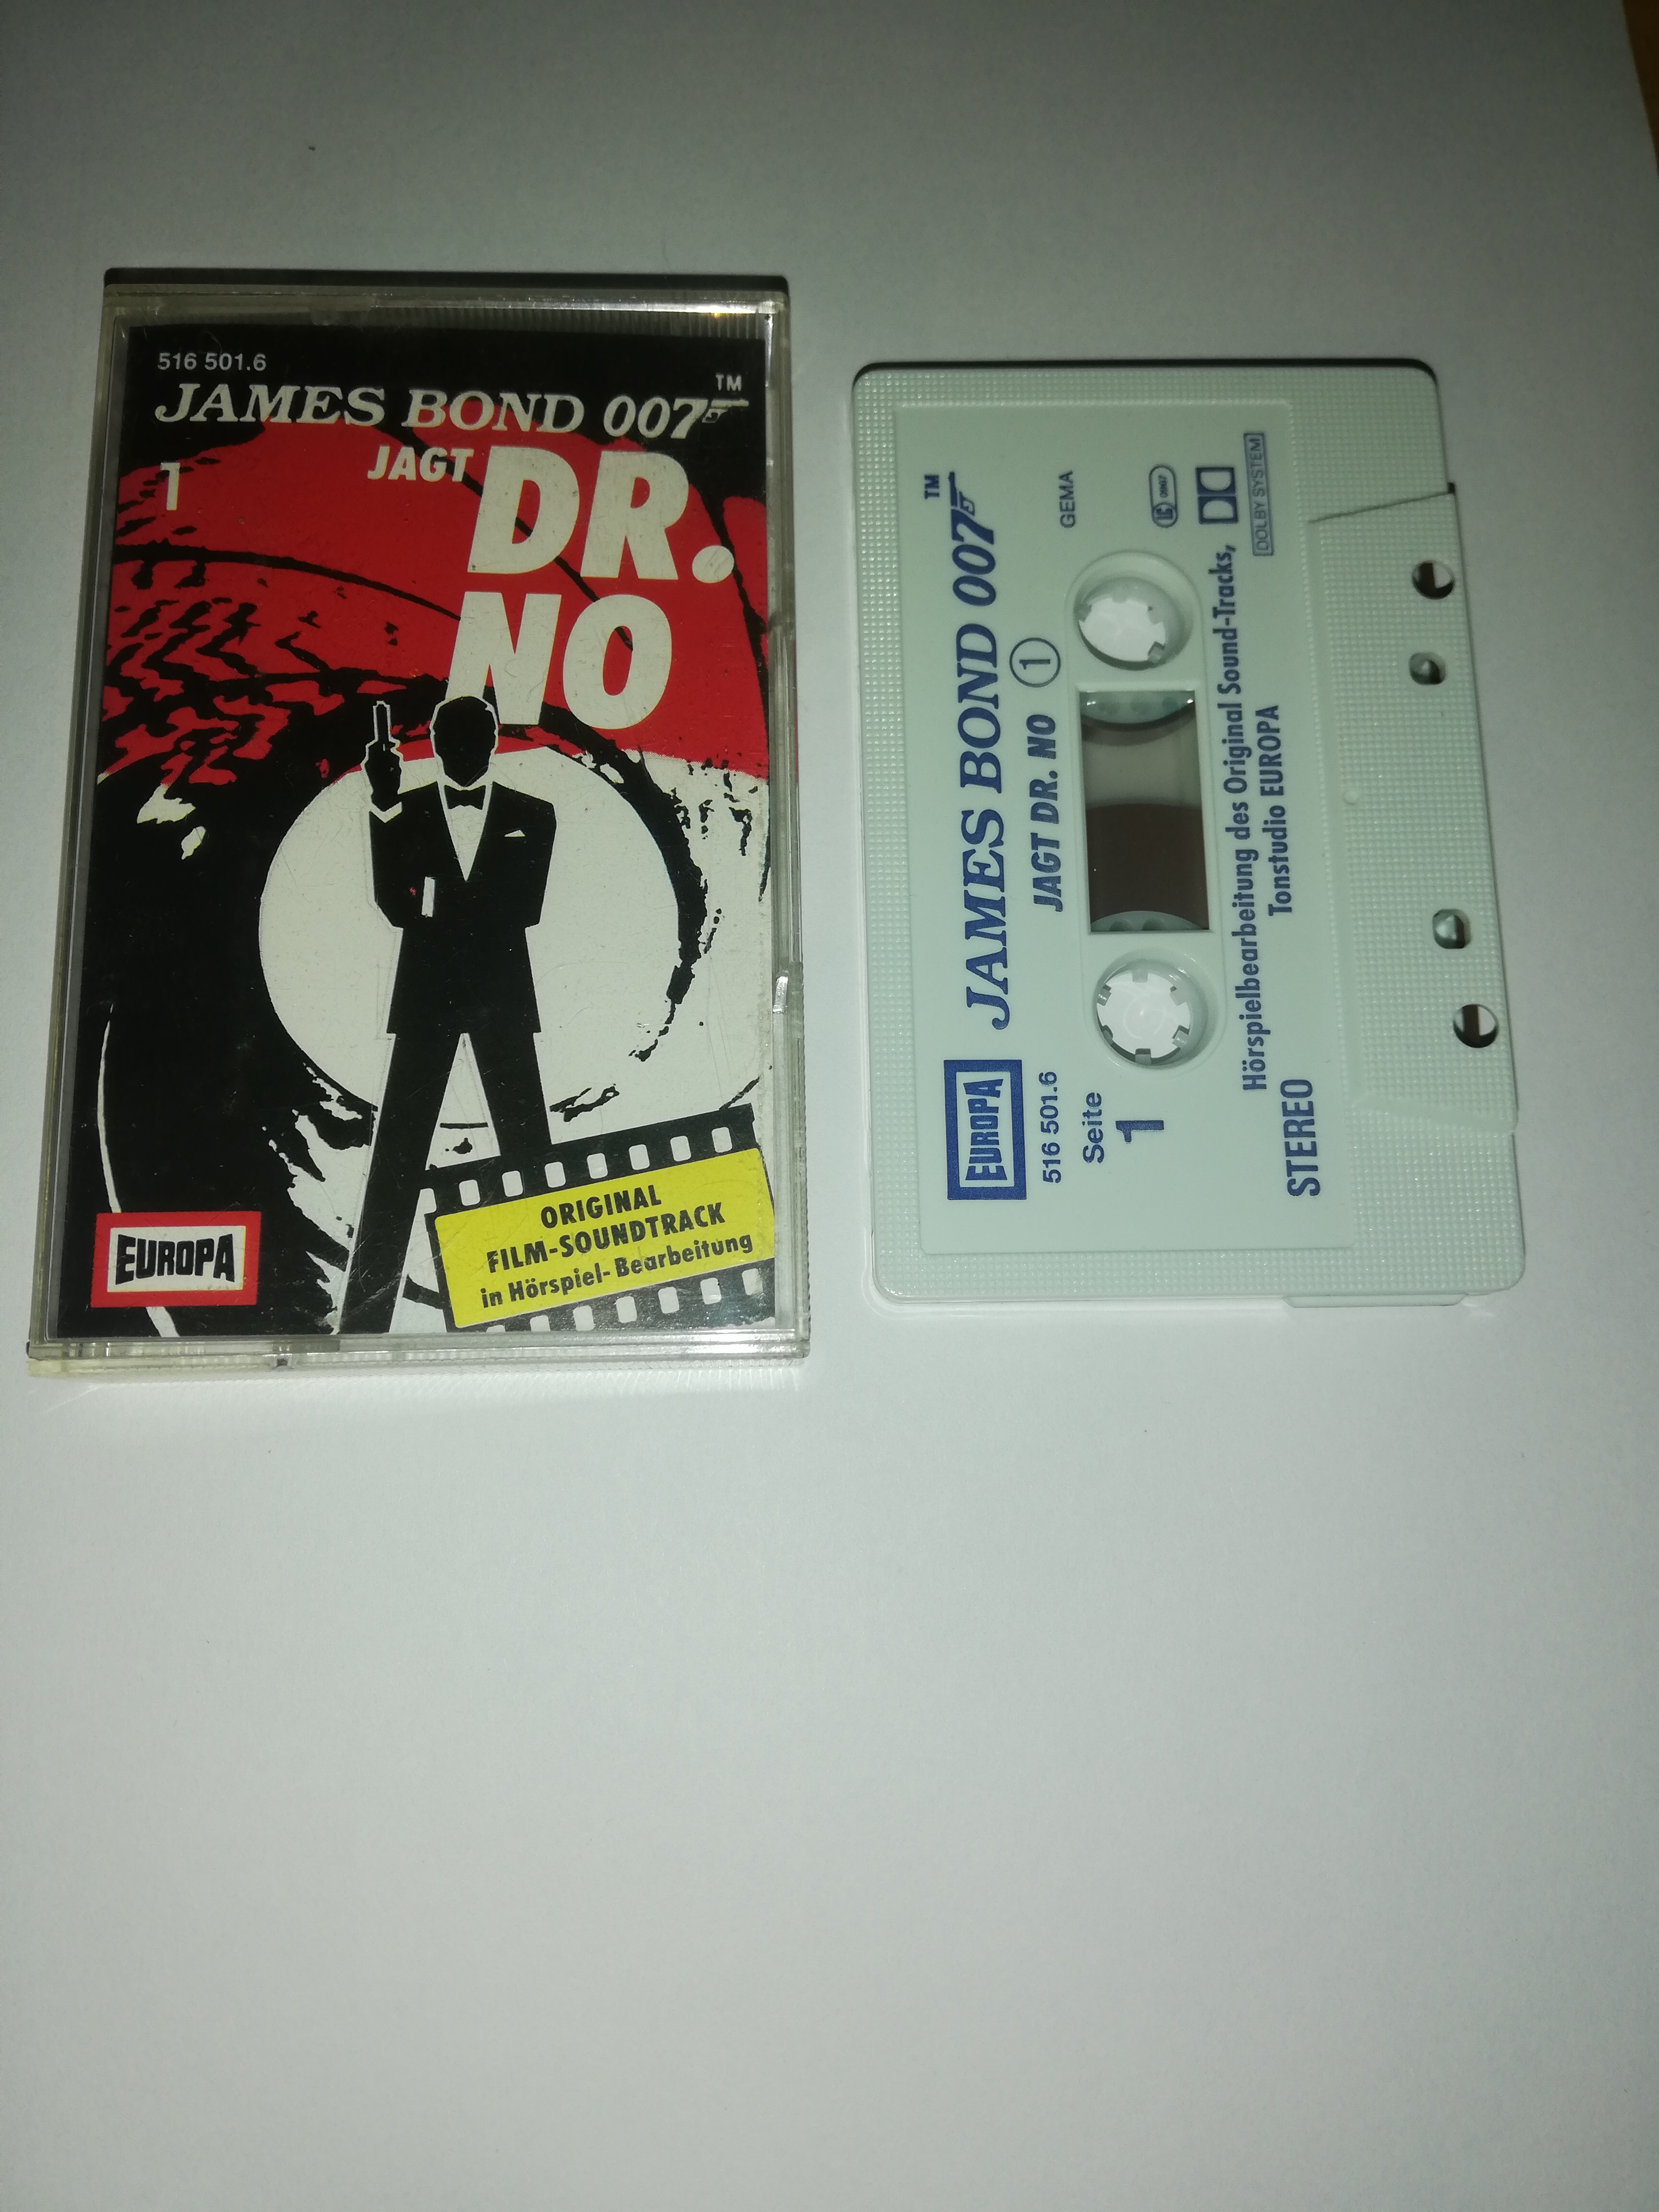 516 501.6
JAMES BOND 007 ™
1
JAGT DR.
NO
ORIGINAL
FILM-SOUNDTRACK
in Hörspiel-Bearbeitung
EUROPA
EUROPA
JAMES BOND 007 ™
516 501.6
JAGT DR. NO 1
GEMA
Seite
1
LC 0967
Hörspielbearbeitung des Original Sound-Tracks,
Tonstudio EUROPA
STEREO
DOLBY SYSTEM